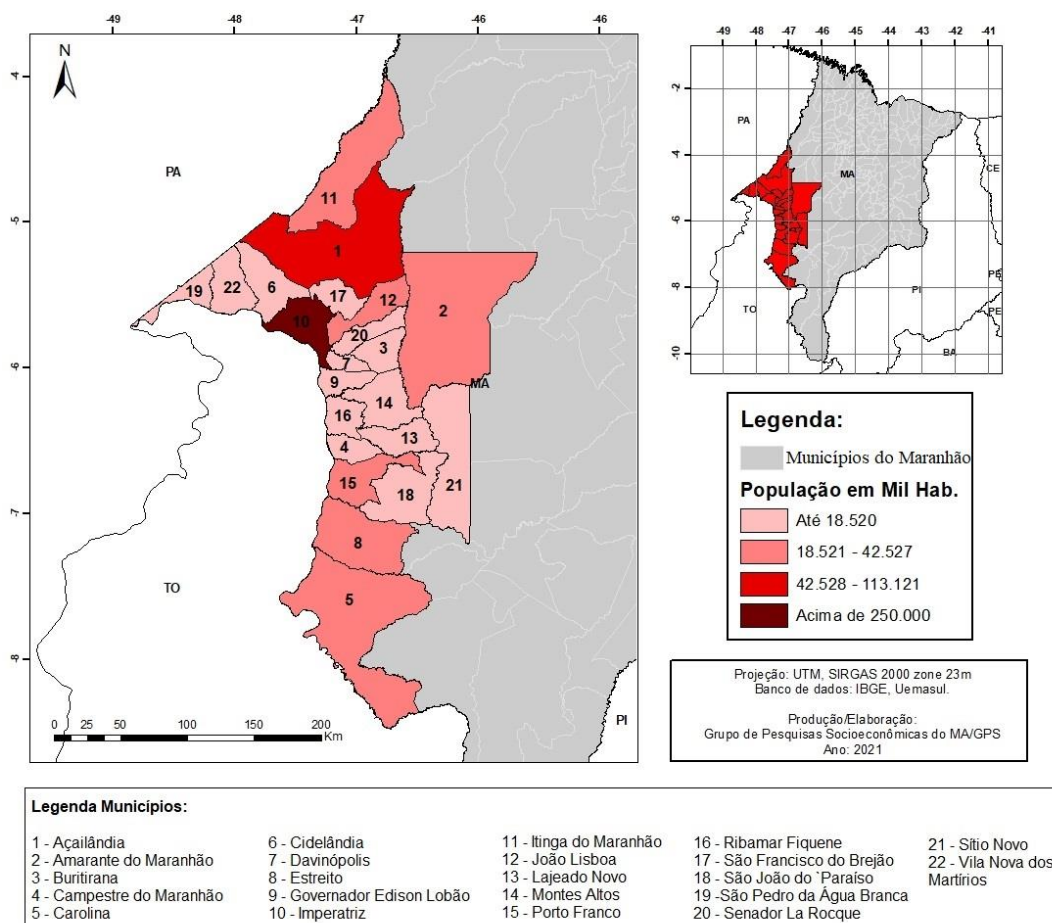 -49 -48 -47 -46 -46
N
-4
-5
-6
-7
-8
PA
11
1
19 22 6 17 12
10
20
2
3
7
9
MA
14
16
13
4
15
18 21
8
5
TO
PI
0 12,5 25 50 100 150 200
Km
-49 -48 -47 -46 -45 -44 -43 -42 -41
-2
-4
-6
-8
-10
PA
MA
CE
PI
PE
PE
TO
BA
Legenda:
Municípios do Maranhão
População em Mil Hab.
Até 18.520
18.521 - 42.527
42.528 - 113.121
Acima de 250.000
Projeção: UTM, SIRGAS 2000 zone 23m
Banco de dados: IBGE, Uemasul.
Produção/Elaboração:
Grupo de Pesquisas Socioeconômicas do MA/GPS
Ano: 2021
Legenda Municípios:
1 - Açailândia
2 - Amarante do Maranhão
3 - Buritirana
4 - Campestre do Maranhão
5 - Carolina
6 - Cidelândia
7 - Davinópolis
8 - Estreito
9 - Governador Edison Lobão
10 - Imperatriz
11 - Itinga do Maranhão
12 - João Lisboa
13 - Lajeado Novo
14 - Montes Altos
15 - Porto Franco
16 - Ribamar Fiquene
17 - São Francisco do Brejão
18 - São João do `Paraíso
19 - São Pedro da Água Branca
20 - Senador La Rocque
21 - Sítio Novo
22 - Vila Nova dos
Martírios